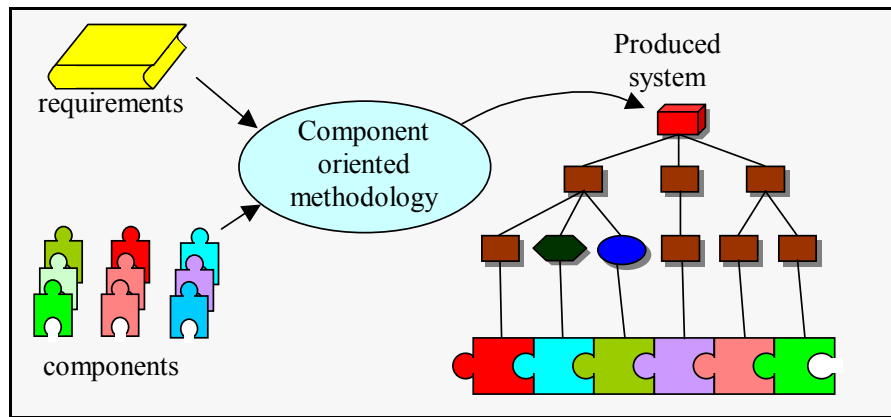 requirements
components
Component
oriented
methodology
Produced
system